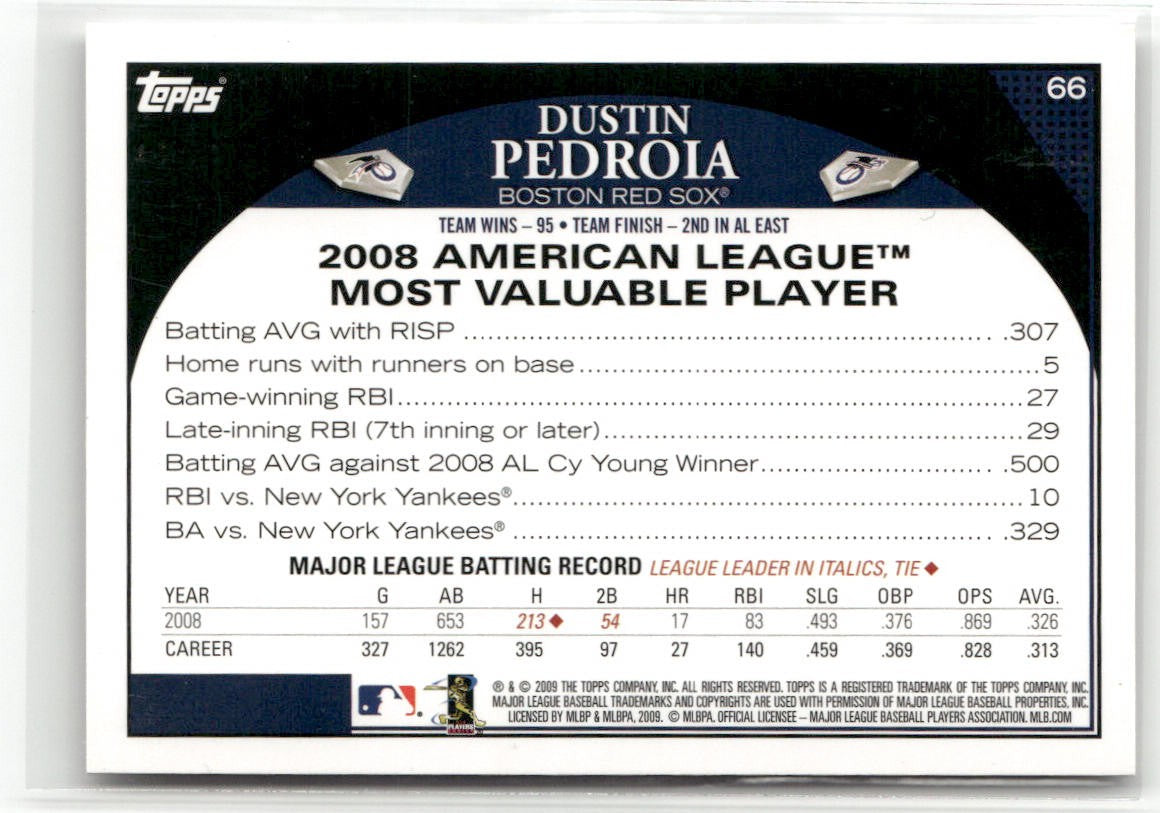 topps® 66
DUSTIN
PEDROIA
BOSTON RED SOX®
TEAM WINS – 95 • TEAM FINISH – 2ND IN AL EAST
2008 AMERICAN LEAGUE™
MOST VALUABLE PLAYER
Batting AVG with RISP .307
Home runs with runners on base 5
Game-winning RBI 27
Late-inning RBI (7th inning or later) 29
Batting AVG against 2008 AL Cy Young Winner .500
RBI vs. New York Yankees® 10
BA vs. New York Yankees® .329
MAJOR LEAGUE BATTING RECORD LEAGUE LEADER IN ITALICS, TIE ◆
YEAR G AB H 2B HR RBI SLG OBP OPS AVG.
2008 157 653 213 ◆ 54 17 83 .493 .376 .869 .326
CAREER 327 1262 395 97 27 140 .459 .369 .828 .313
® & © 2009 THE TOPPS COMPANY, INC. ALL RIGHTS RESERVED. TOPPS IS A REGISTERED TRADEMARK OF THE TOPPS COMPANY, INC.
MAJOR LEAGUE BASEBALL TRADEMARKS AND COPYRIGHTS ARE USED WITH PERMISSION OF MAJOR LEAGUE BASEBALL PROPERTIES, INC.
LICENSED BY MLBP & MLBPA, 2009. © MLBPA. OFFICIAL LICENSEE – MAJOR LEAGUE BASEBALL PLAYERS ASSOCIATION. MLB.COM
PLAYERS
CHOICE